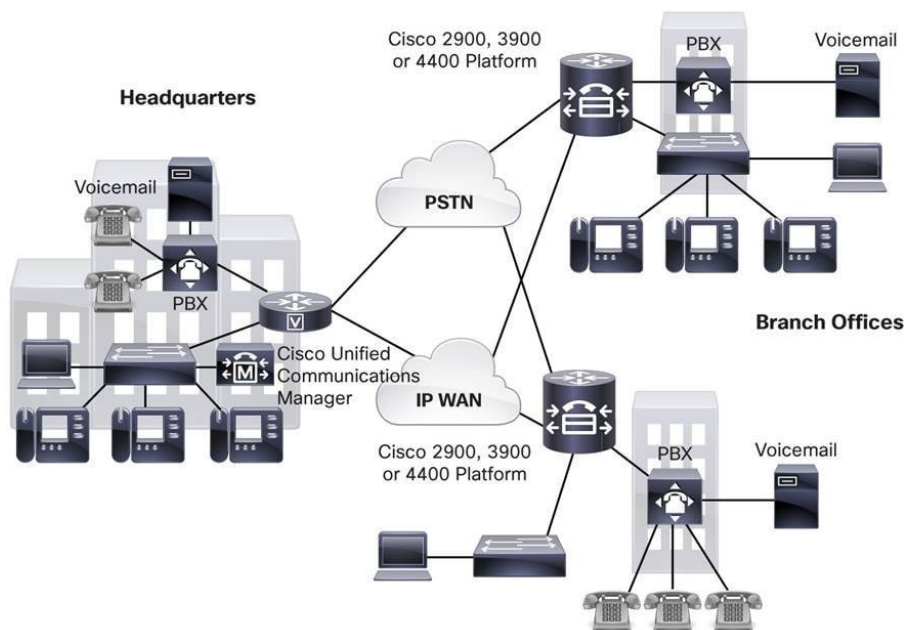 Headquarters
Voicemail
PBX
Cisco Unified
Communications
Manager
V
M
PSTN
IP WAN
Cisco 2900, 3900
or 4400 Platform
PBX
Voicemail
Branch Offices
Cisco 2900, 3900
or 4400 Platform
PBX
Voicemail